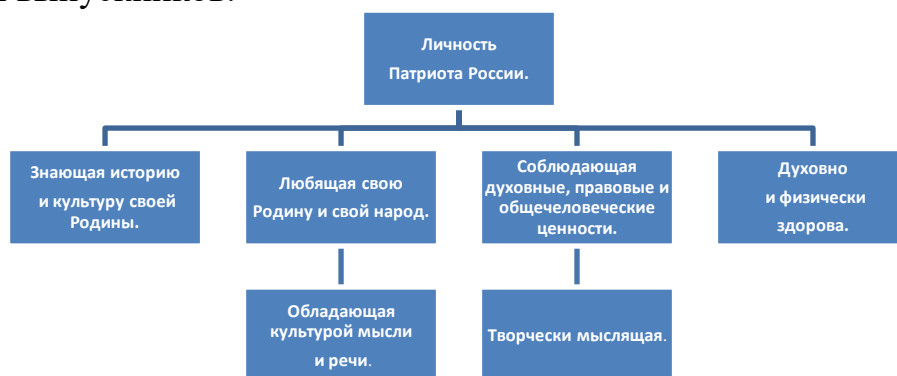 Личность
Патриота России.
Знающая историю
и культуру своей
Родины.
Любящая свою
Родину и свой народ.
Соблюдающая
духовные, правовые и
общечеловеческие
ценности.
Духовно
и физически
здорова.
Обладающая
культурой мысли
и речи.
Творчески мыслящая.